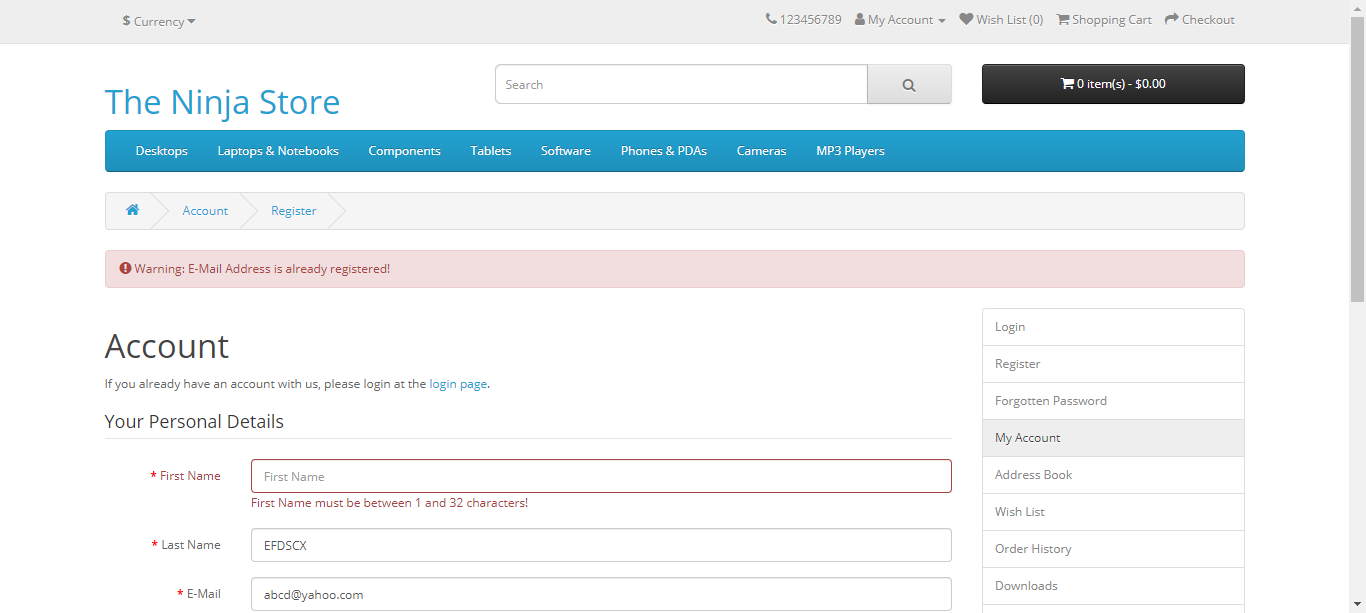 $ Currency
123456789 My Account Wish List (0) Shopping Cart Checkout
The Ninja Store
Search
0 item(s) - $0.00
Desktops Laptops & Notebooks Components Tablets Software Phones & PDAs Cameras MP3 Players
Account Register
Warning: E-Mail Address is already registered!
Account
If you already have an account with us, please login at the login page.
Your Personal Details
* First Name
First Name
First Name must be between 1 and 32 characters!
* Last Name
EFDSCX
* E-Mail
abcd@yahoo.com
Login
Register
Forgotten Password
My Account
Address Book
Wish List
Order History
Downloads